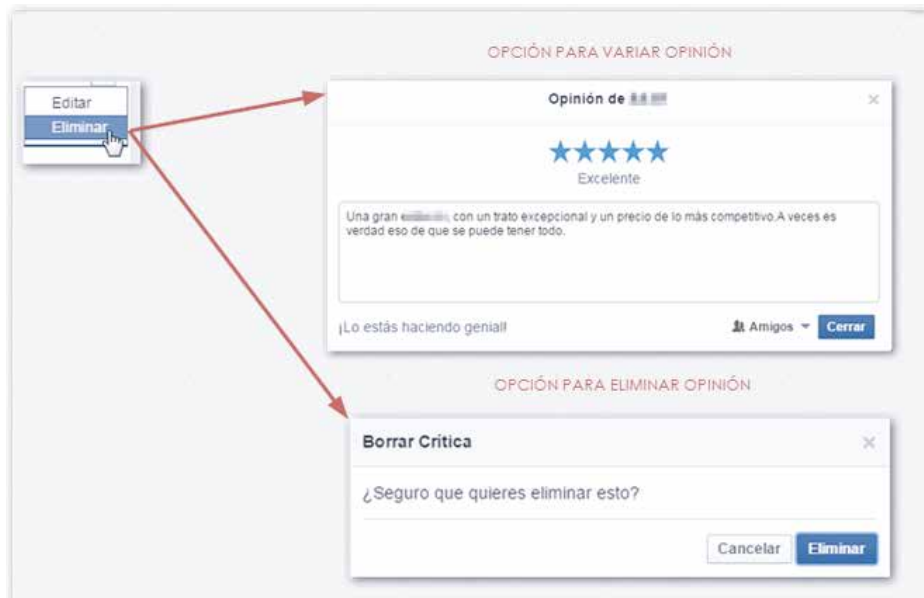 OPCIÓN PARA VARIAR OPINIÓN
Editar
Eliminar
Opinión de
Excelente
Una gran , con un trato excepcional y un precio de lo más competitivo.A veces es
verdad eso de que se puede tener todo.
¡Lo estás haciendo genial!
Amigos
Cerrar
OPCIÓN PARA ELIMINAR OPINIÓN
Borrar Crítica
¿Seguro que quieres eliminar esto?
Cancelar
Eliminar